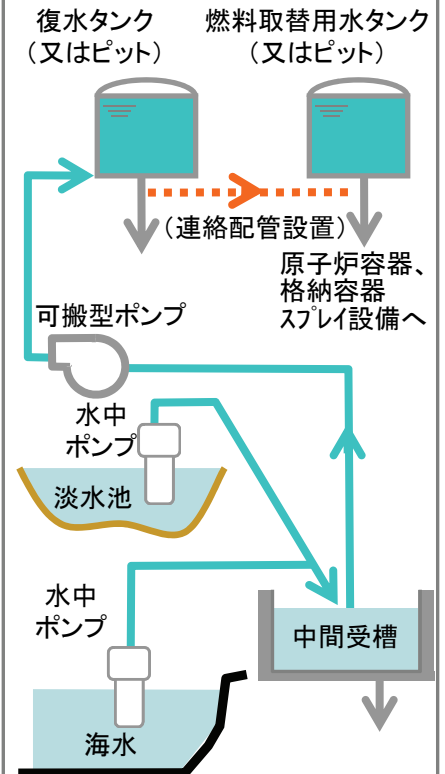 復水タンク
(又はピット)
燃料取替用水タンク
(又はピット)
(連絡配管設置)
原子炉容器、
格納容器
スプレイ設備へ
可搬型ポンプ
水中
ポンプ
淡水池
水中
ポンプ
中間受槽
海水